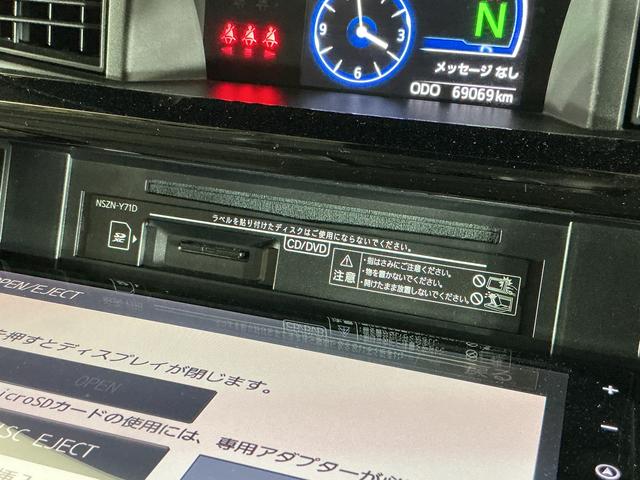 3
6
N
メッセージ なし
ODO 69069 km
NSZN-Y71D
ラベルを貼り付けたディスクはご使用にならないでください。
CD/DVD
注意
・指はさみにご注意ください。
・物を置かないでください。
・開けたまま放置しないでください。
OPEN/EJECT
を押すとディスプレイが閉じます。
OPEN
microSDカードの使用には、専用アダプターが
SC EJECT
+
−